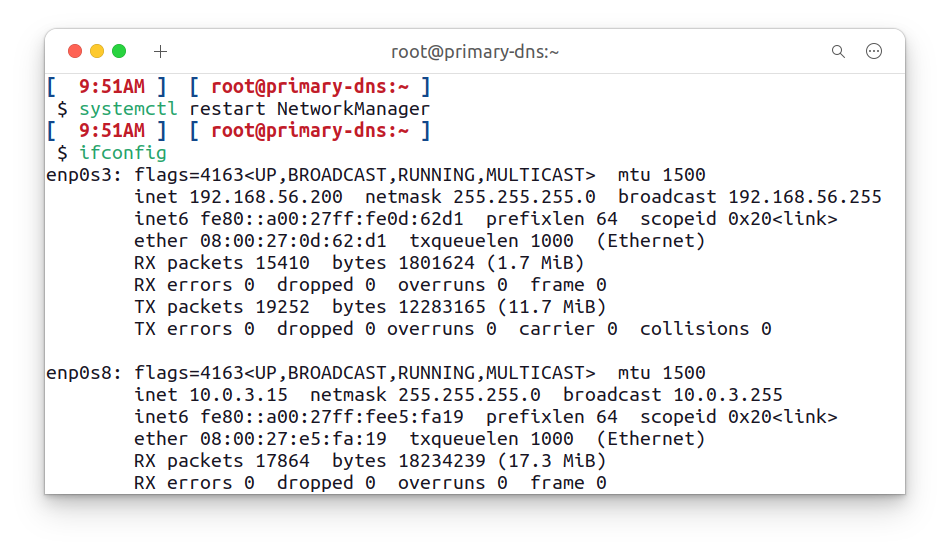 root@primary-dns:~
[  9:51AM ]  [ root@primary-dns:~ ]
$ systemctl restart NetworkManager
[  9:51AM ]  [ root@primary-dns:~ ]
$ ifconfig
enp0s3: flags=4163<UP,BROADCAST,RUNNING,MULTICAST>  mtu 1500
inet 192.168.56.200  netmask 255.255.255.0  broadcast 192.168.56.255
inet6 fe80::a00:27ff:fe0d:62d1  prefixlen 64  scopeid 0x20<link>
ether 08:00:27:0d:62:d1  txqueuelen 1000  (Ethernet)
RX packets 15410  bytes 1801624 (1.7 MiB)
RX errors 0  dropped 0  overruns 0  frame 0
TX packets 19252  bytes 12283165 (11.7 MiB)
TX errors 0  dropped 0 overruns 0  carrier 0  collisions 0

enp0s8: flags=4163<UP,BROADCAST,RUNNING,MULTICAST>  mtu 1500
inet 10.0.3.15  netmask 255.255.255.0  broadcast 10.0.3.255
inet6 fe80::a00:27ff:fee5:fa19  prefixlen 64  scopeid 0x20<link>
ether 08:00:27:e5:fa:19  txqueuelen 1000  (Ethernet)
RX packets 17864  bytes 18234239 (17.3 MiB)
RX errors 0  dropped 0  overruns 0  frame 0